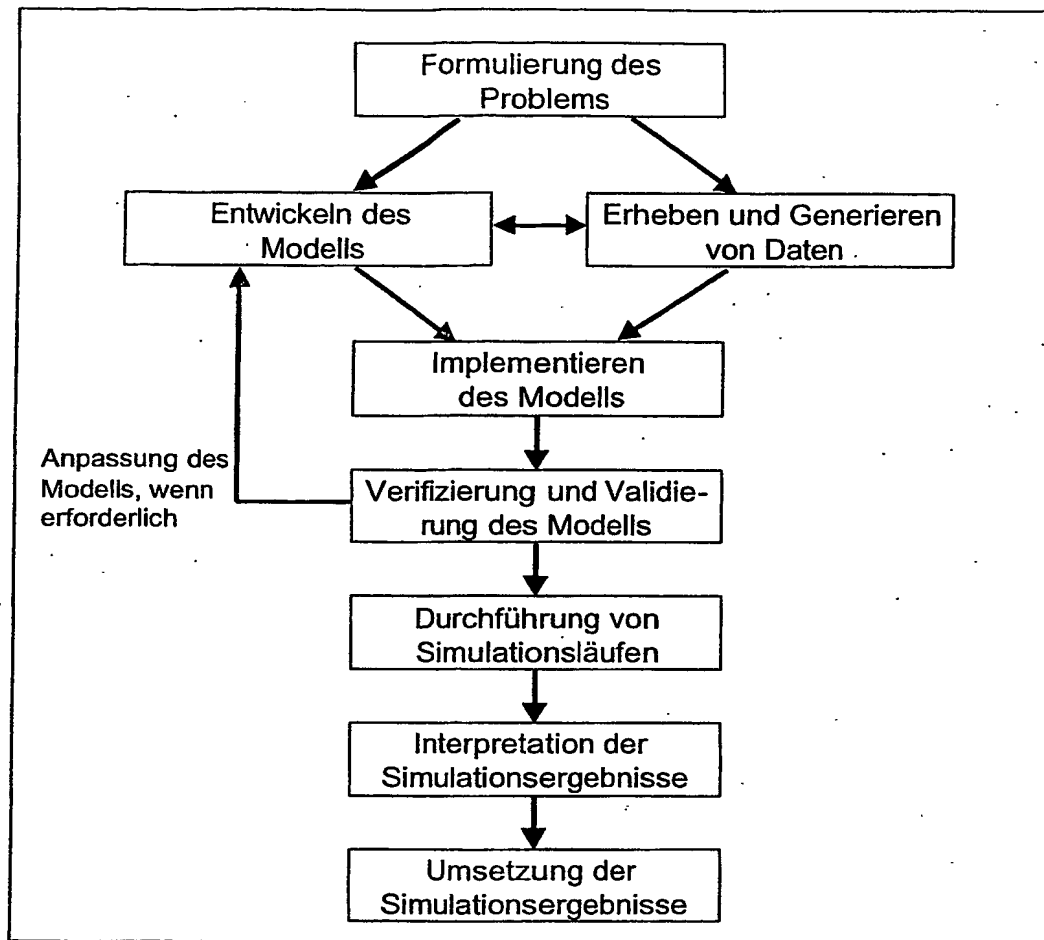 Formulierung des
Problems
Entwickeln des
Modells
Erheben und Generieren
von Daten
Implementieren
des Modells
Anpassung des
Modells, wenn
erforderlich
Verifizierung und Validie-
rung des Modells
Durchführung von
Simulationsläufen
Interpretation der
Simulationsergebnisse
Umsetzung der
Simulationsergebnisse